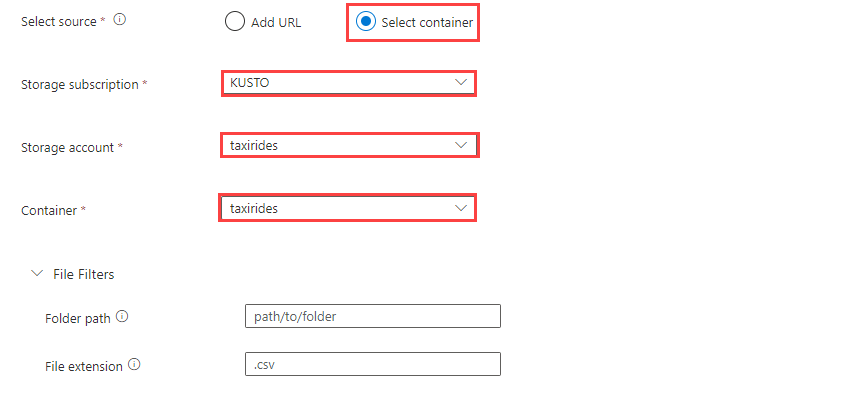 Select source * Add URL Select container
Storage subscription * KUSTO
Storage account * taxirides
Container * taxirides
File Filters
Folder path path/to/folder
File extension .csv